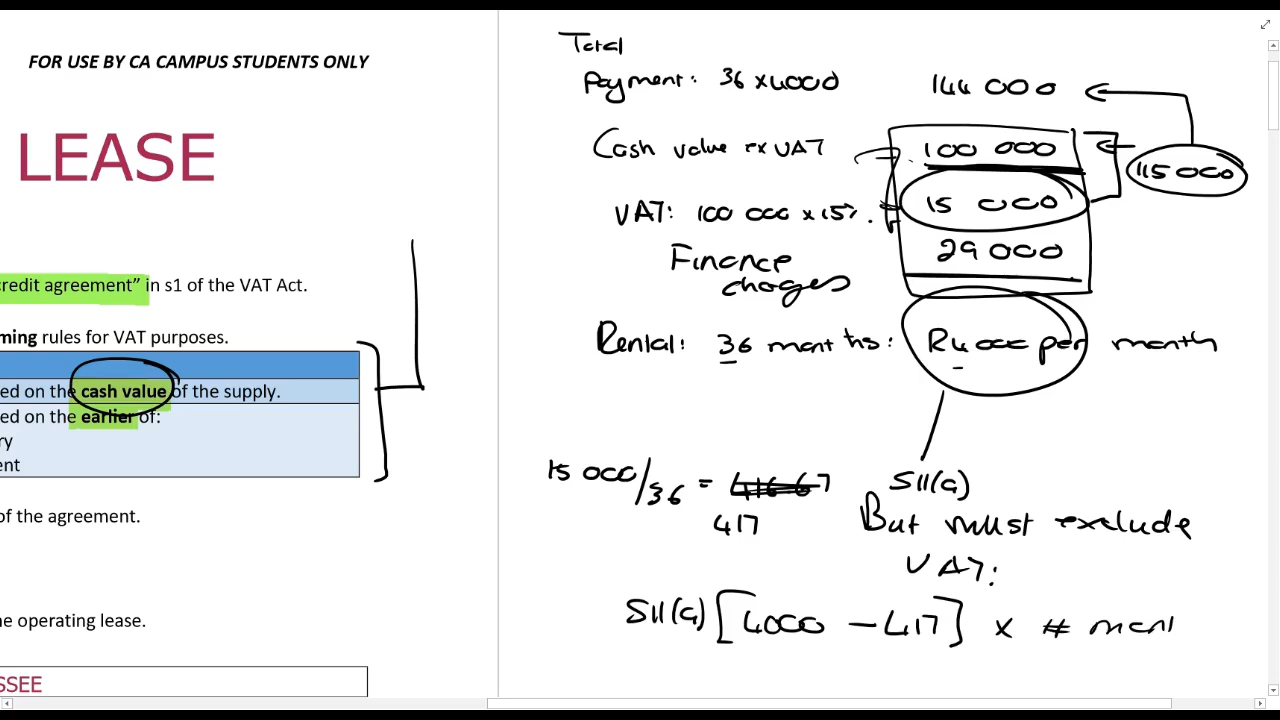 FOR USE BY CA CAMPUS STUDENTS ONLY
LEASE
credit agreement” in s1 of the VAT Act.
ming rules for VAT purposes.
ed on the cash value of the supply.
ed on the earlier of:
ry
ent
of the agreement.
he operating lease.
SSEE
Total
Payment: 36 x 4000 144 000
Cash value ex VAT 100 000 115 000
VAT: 100 000 x 15% . 15 000
Finance charges 29 000
Rental: 36 months: R4 000 per month
15 000/36 = 417
S11(a)
But must exclude
VAT:
S11(a) [4000 - 417] x # mont